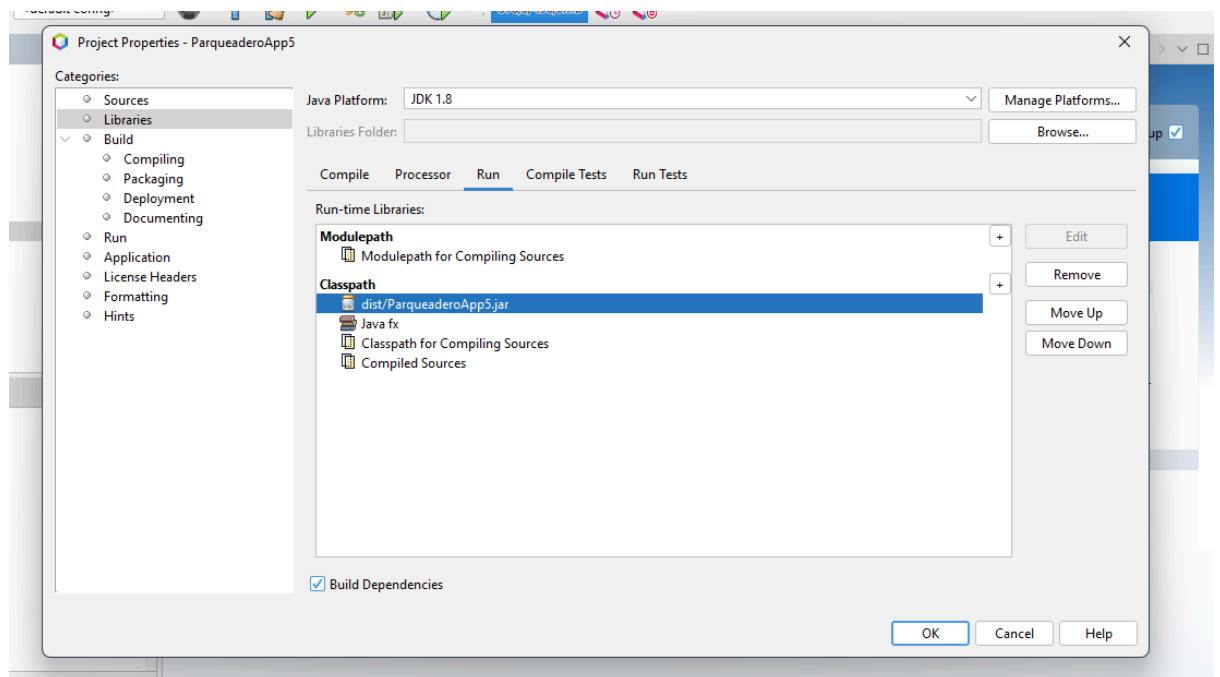 Project Properties - ParqueaderoApp5
Categories:
Sources
Libraries
Build
Compiling
Packaging
Deployment
Documenting
Run
Application
License Headers
Formatting
Hints
Java Platform: JDK 1.8 Manage Platforms...
Libraries Folder: Browse...
Compile Processor Run Compile Tests Run Tests
Run-time Libraries:
Modulepath +
Modulepath for Compiling Sources
Classpath +
dist/ParqueaderoApp5.jar
Java fx
Classpath for Compiling Sources
Compiled Sources
Edit
Remove
Move Up
Move Down
Build Dependencies
OK Cancel Help
up